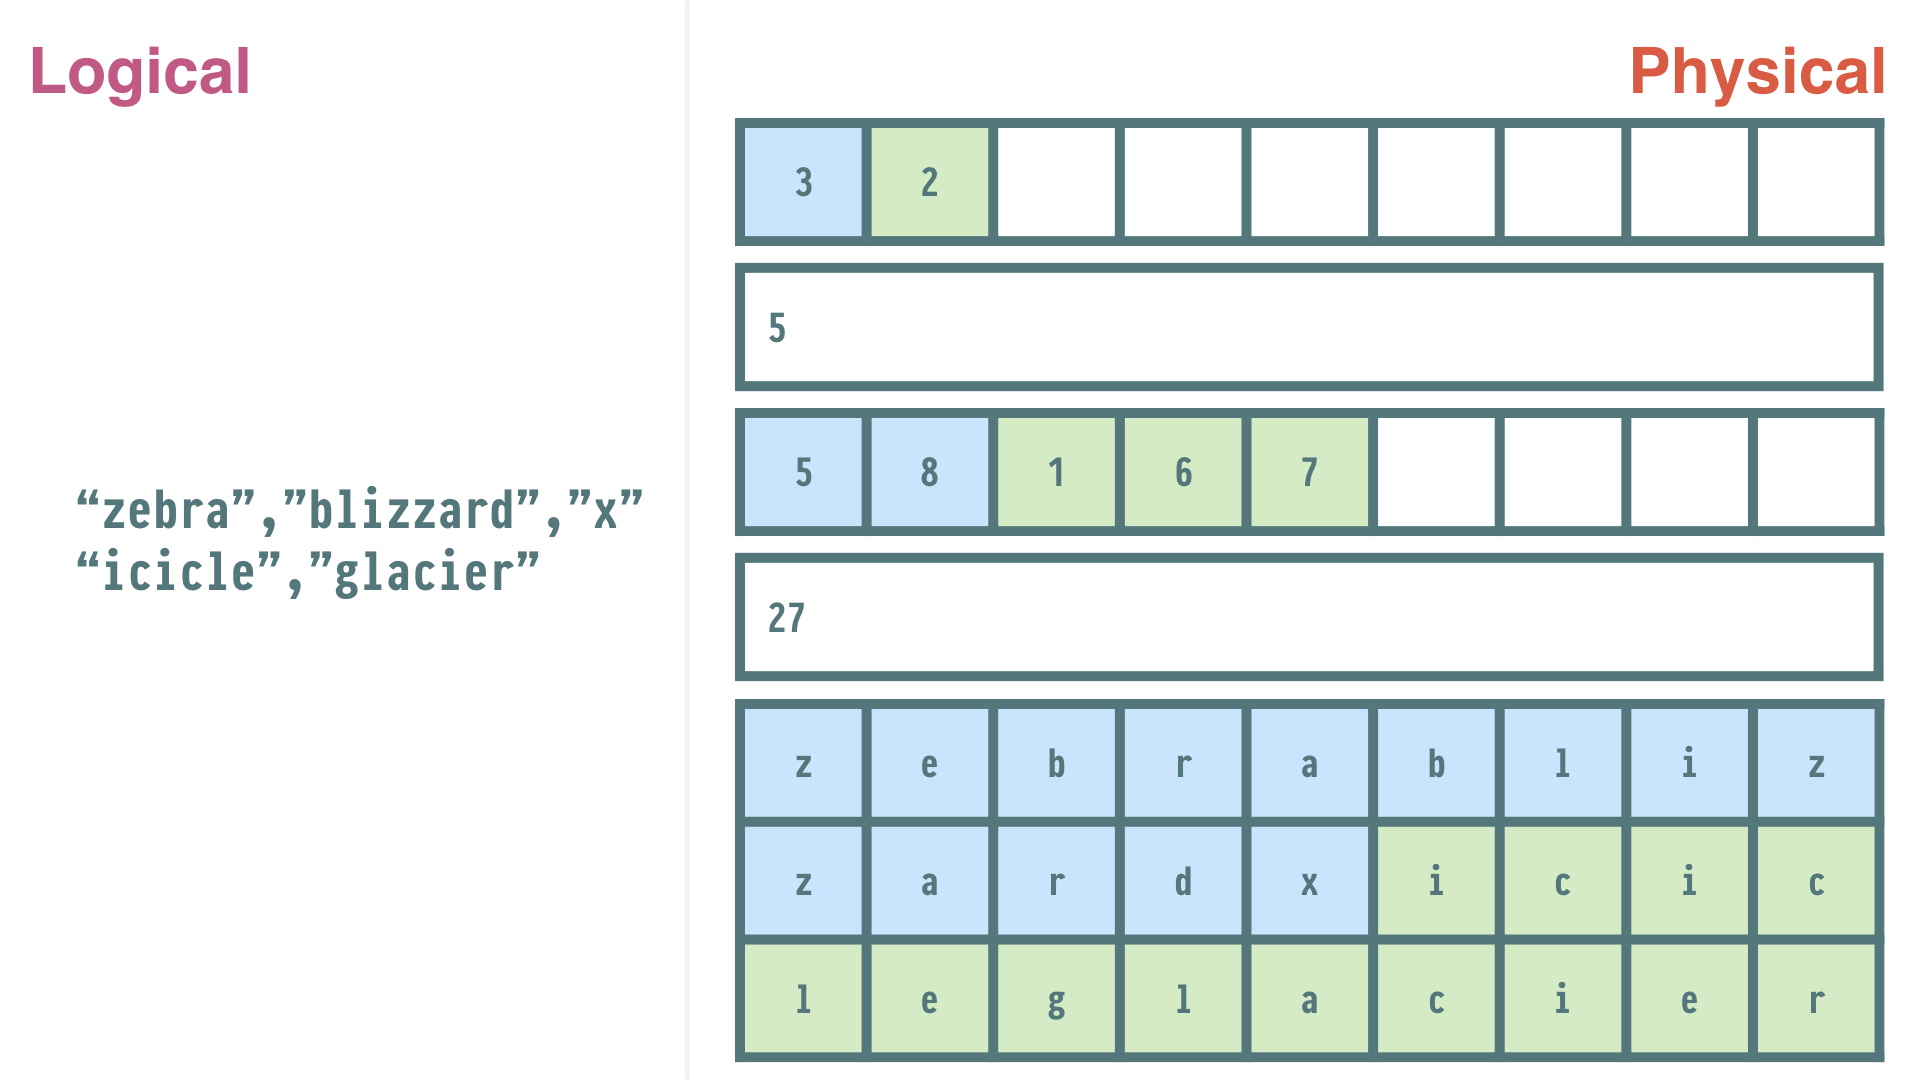 Logical
Physical
3 2
5
5 8 1 6 7
“zebra”,”blizzard”,”x”
“icicle”,”glacier”
27
z e b r a b l i z
z a r d x i c i c
l e g l a c i e r